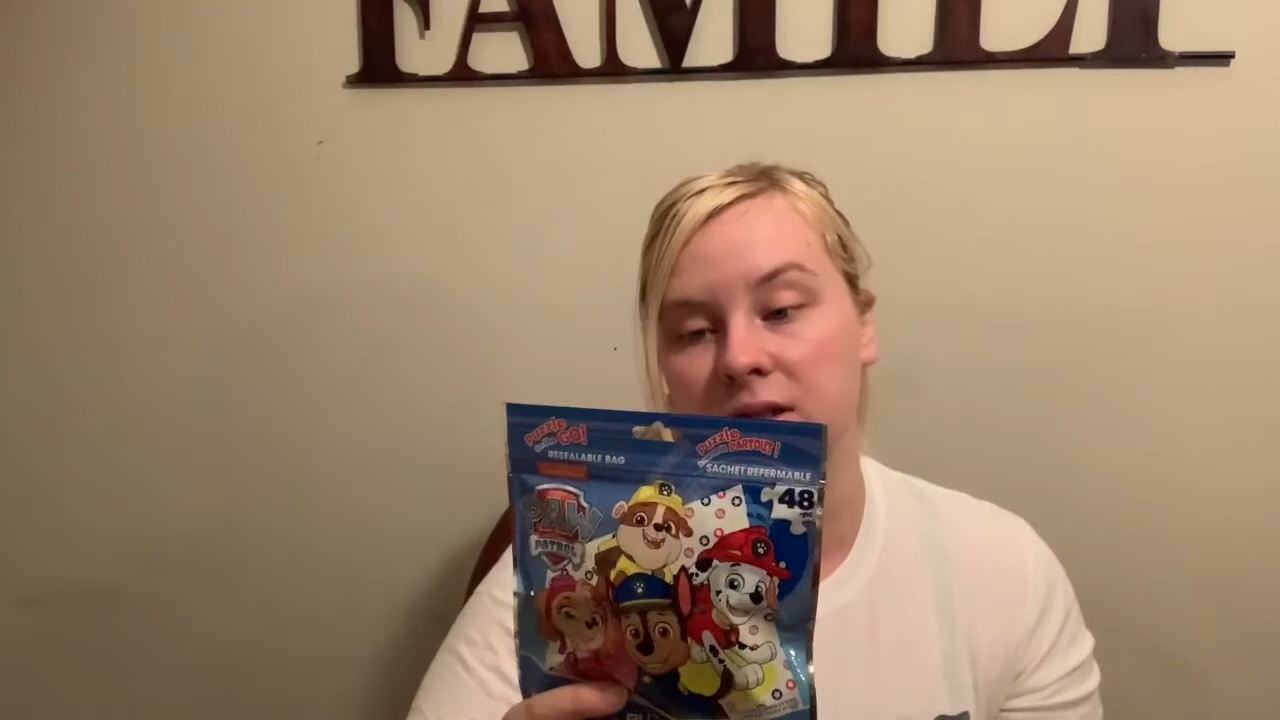 FAMILY
Puzzle on the GO!
RESEALABLE BAG
Puzzle PARTOUT!
SACHET REFERMABLE
48
PAW
PATROL